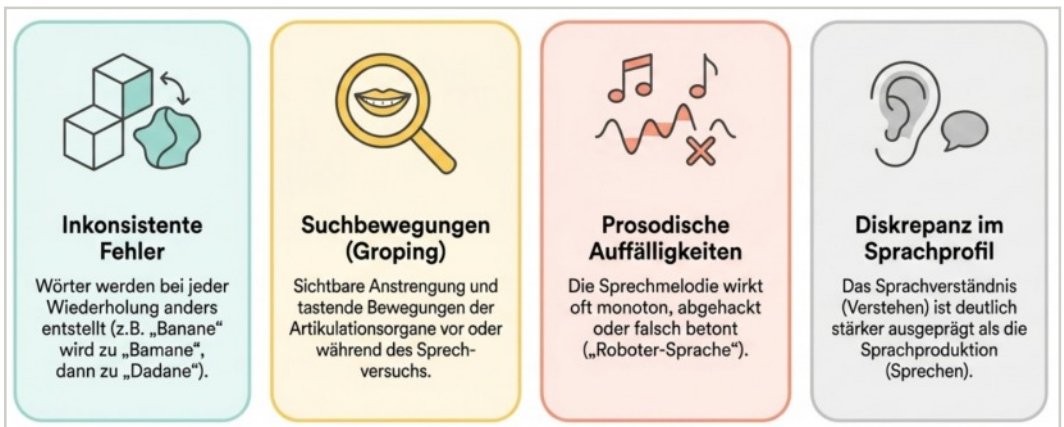 Inkonsistente
Fehler
Wörter werden bei jeder
Wiederholung anders
entstellt (z.B. „Banane“
wird zu „Bamane“,
dann zu „Dadane“).
Suchbewegungen
(Groping)
Sichtbare Anstrengung und
tastende Bewegungen der
Artikulationsorgane vor oder
während des Sprech-
versuchs.
Prosodische
Auffälligkeiten
Die Sprechmelodie wirkt
oft monoton, abgehackt
oder falsch betont
(„Roboter-Sprache“).
Diskrepanz im
Sprachprofil
Das Sprachverständnis
(Verstehen) ist deutlich
stärker ausgeprägt als die
Sprachproduktion
(Sprechen).